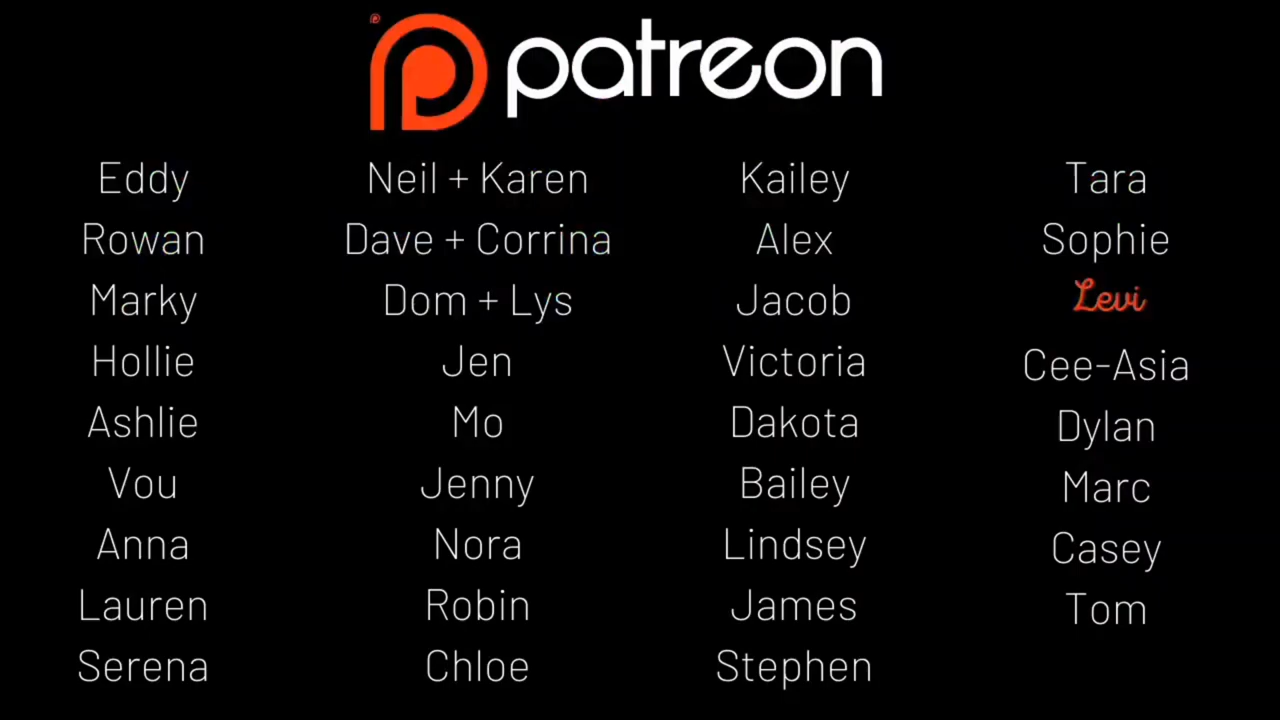 patreon
Eddy
Rowan
Marky
Hollie
Ashlie
Vou
Anna
Lauren
Serena
Neil + Karen
Dave + Corrina
Dom + Lys
Jen
Mo
Jenny
Nora
Robin
Chloe
Kailey
Alex
Jacob
Victoria
Dakota
Bailey
Lindsey
James
Stephen
Tara
Sophie
Levi
Cee-Asia
Dylan
Marc
Casey
Tom